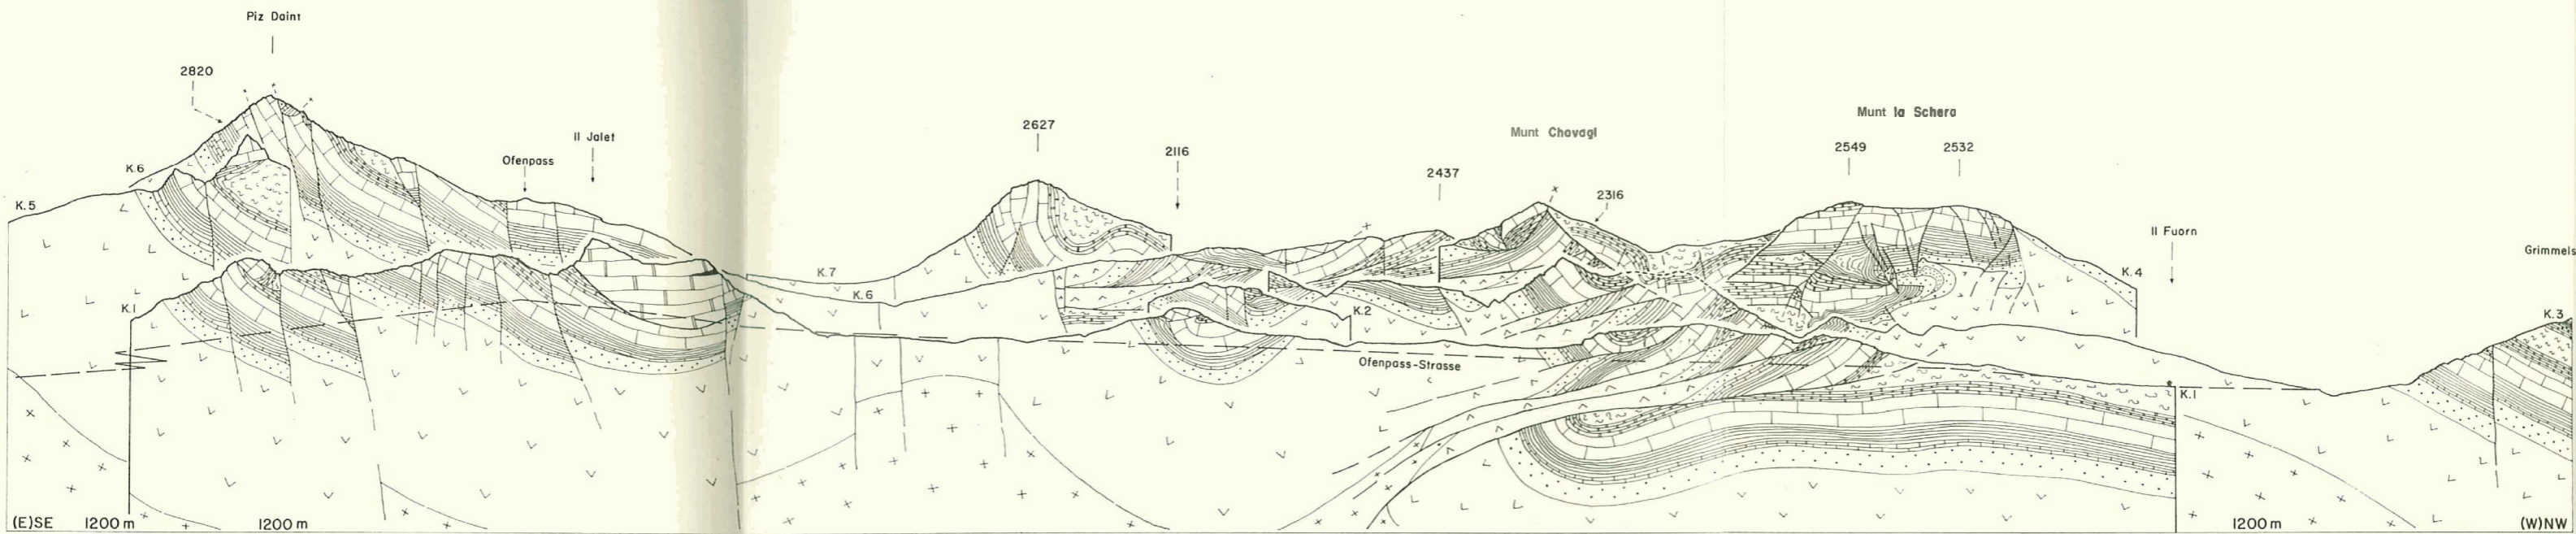 Piz Daint
2820
Il Jalet
Ofenpass
K.6
K.5
K.1
2627
2116
K.7
K.6
2437
Munt Chavagl
2316
Munt la Schera
2549
2532
Il Fuorn
Grimmels
K.4
K.3
K.2
Ofenpass-Strasse
K.1
(E)SE
1200 m
1200 m
1200 m
(W)NW